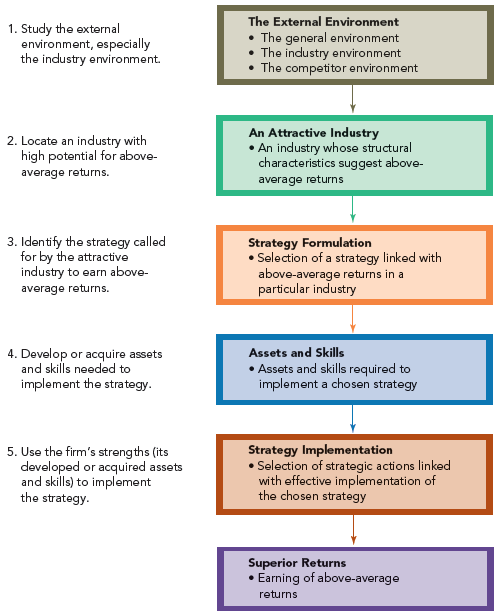 1. Study the external
environment, especially
the industry environment.
The External Environment
• The general environment
• The industry environment
• The competitor environment
2. Locate an industry with
high potential for above-
average returns.
An Attractive Industry
• An industry whose structural
characteristics suggest above-
average returns
3. Identify the strategy called
for by the attractive
industry to earn above-
average returns.
Strategy Formulation
• Selection of a strategy linked with
above-average returns in a
particular industry
4. Develop or acquire assets
and skills needed to
implement the strategy.
Assets and Skills
• Assets and skills required to
implement a chosen strategy
5. Use the firm’s strengths (its
developed or acquired assets
and skills) to implement
the strategy.
Strategy Implementation
• Selection of strategic actions linked
with effective implementation of
the chosen strategy
Superior Returns
• Earning of above-average
returns